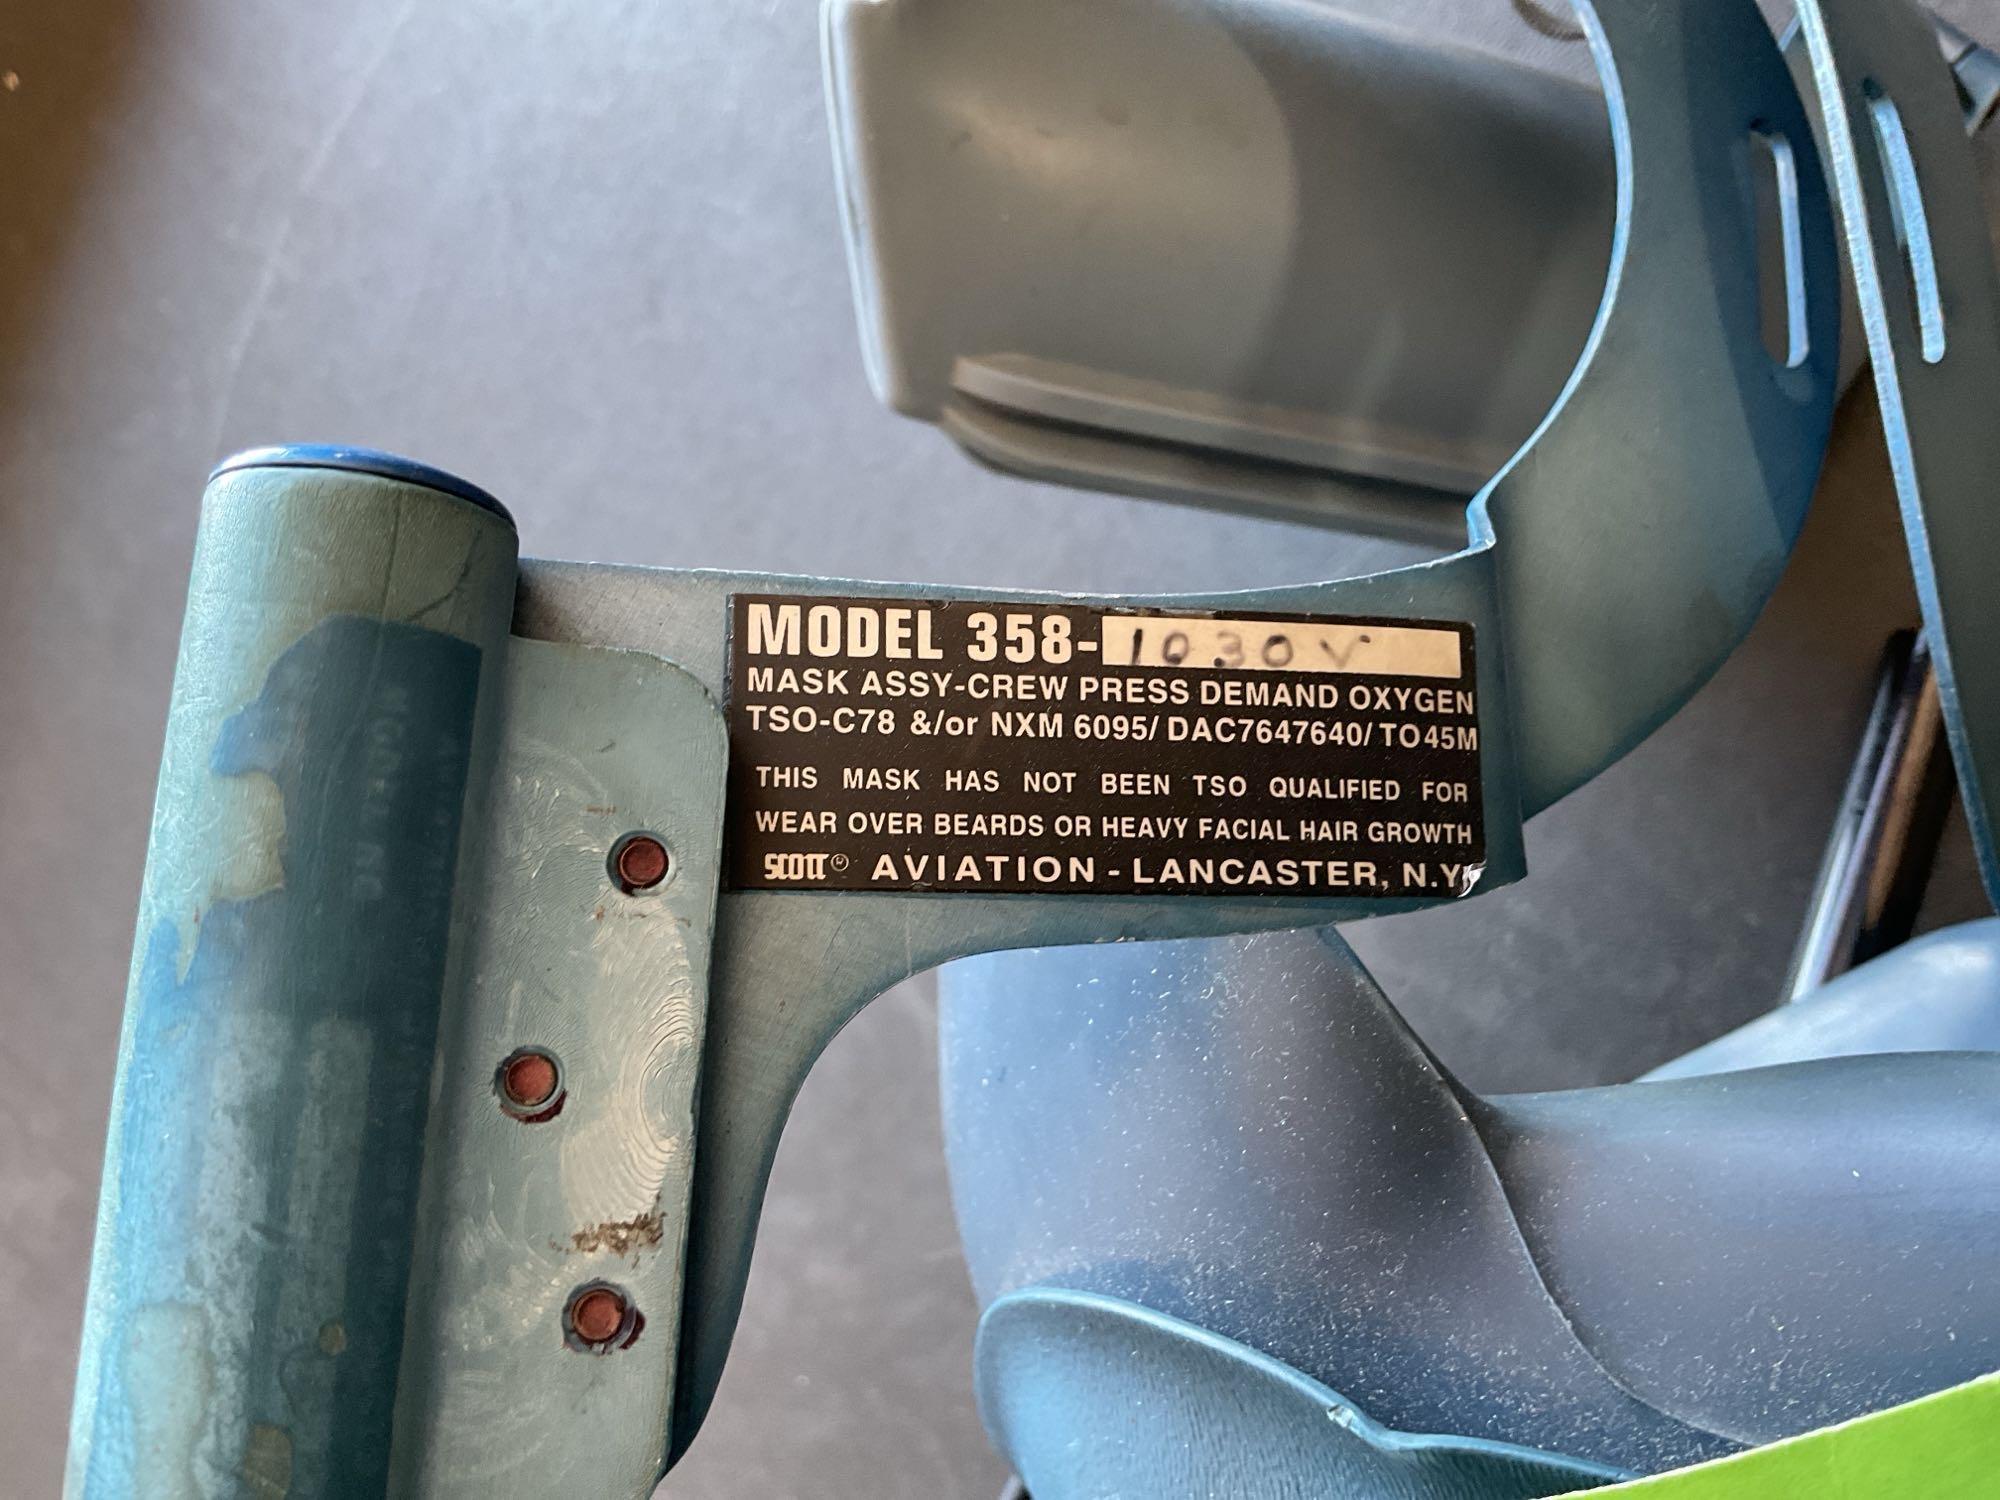 MODEL 358-1030V
MASK ASSY-CREW PRESS DEMAND OXYGEN
TSO-C78 &/or NXM 6095/ DAC7647640/ TO45M
THIS MASK HAS NOT BEEN TSO QUALIFIED FOR
WEAR OVER BEARDS OR HEAVY FACIAL HAIR GROWTH
SCOTT® AVIATION - LANCASTER, N.Y.